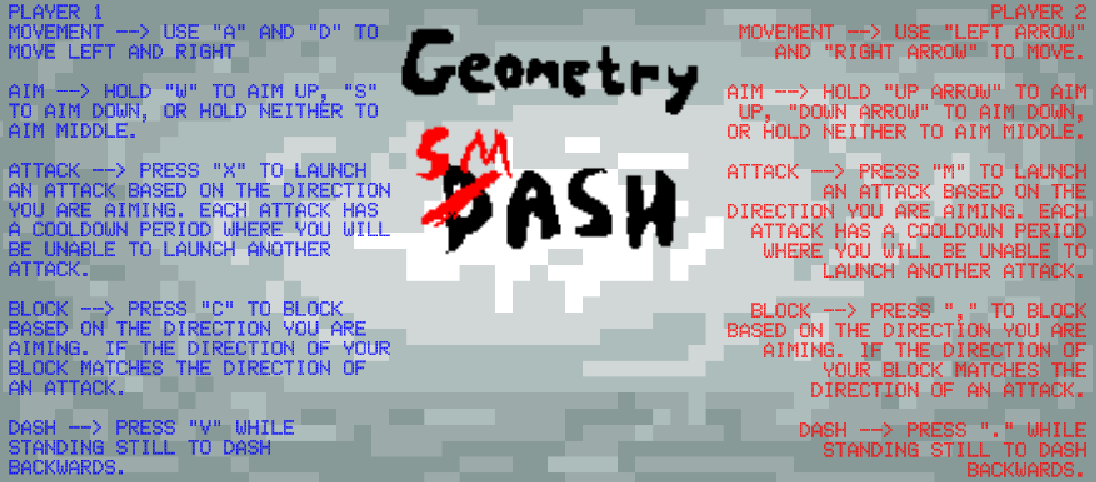 PLAYER 1
MOVEMENT --> USE "A" AND "D" TO
MOVE LEFT AND RIGHT
AIM --> HOLD "W" TO AIM UP, "S"
TO AIM DOWN, OR HOLD NEITHER TO
AIM MIDDLE.
ATTACK --> PRESS "X" TO LAUNCH
AN ATTACK BASED ON THE DIRECTION
YOU ARE AIMING. EACH ATTACK HAS
A COOLDOWN PERIOD WHERE YOU WILL
BE UNABLE TO LAUNCH ANOTHER
ATTACK.
BLOCK --> PRESS "C" TO BLOCK
BASED ON THE DIRECTION YOU ARE
AIMING. IF THE DIRECTION OF YOUR
BLOCK MATCHES THE DIRECTION OF
AN ATTACK.
DASH --> PRESS "V" WHILE
STANDING STILL TO DASH
BACKWARDS.
Geometry
SM
DASH
PLAYER 2
MOVEMENT --> USE "LEFT ARROW"
AND "RIGHT ARROW" TO MOVE.
AIM --> HOLD "UP ARROW" TO AIM
UP, "DOWN ARROW" TO AIM DOWN,
OR HOLD NEITHER TO AIM MIDDLE.
ATTACK --> PRESS "M" TO LAUNCH
AN ATTACK BASED ON THE
DIRECTION YOU ARE AIMING. EACH
ATTACK HAS A COOLDOWN PERIOD
WHERE YOU WILL BE UNABLE TO
LAUNCH ANOTHER ATTACK.
BLOCK --> PRESS "," TO BLOCK
BASED ON THE DIRECTION YOU ARE
AIMING. IF THE DIRECTION OF
YOUR BLOCK MATCHES THE
DIRECTION OF AN ATTACK.
DASH --> PRESS "." WHILE
STANDING STILL TO DASH
BACKWARDS.